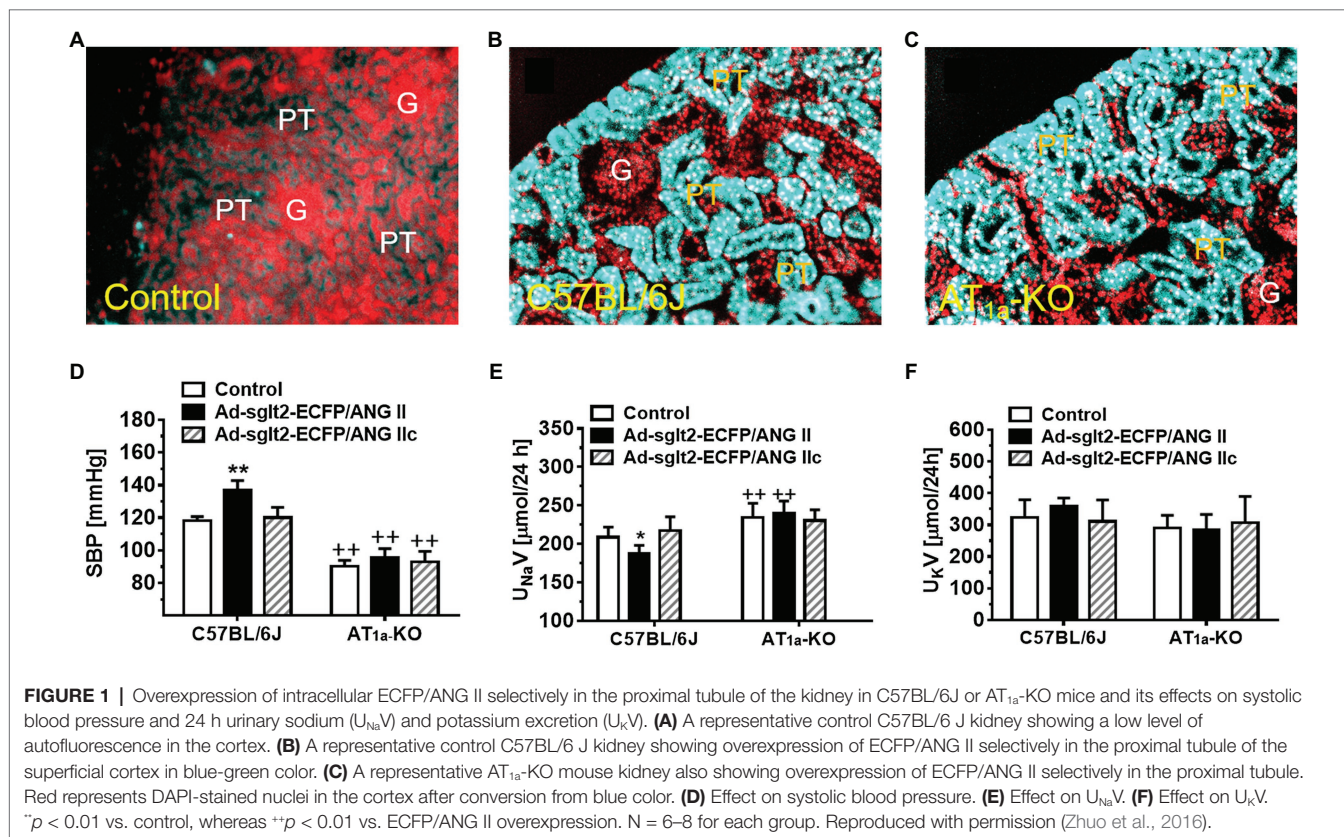 A
B
C
PT
G
PT
G
PT
Control
PT
G
PT
PT
C57BL/6J
PT
PT
PT
G
AT1a-KO
D
Control
Ad-sglt2-ECFP/ANG II
Ad-sglt2-ECFP/ANG IIc
SBP [mmHg]
180
160
140
120
100
80
**
++
++
++
C57BL/6J
AT1a-KO
E
Control
Ad-sglt2-ECFP/ANG II
Ad-sglt2-ECFP/ANG IIc
UNaV [μmol/24 h]
350
300
250
200
150
100
*
++
++
C57BL/6J
AT1a-KO
F
Control
Ad-sglt2-ECFP/ANG II
Ad-sglt2-ECFP/ANG IIc
UKV [μmol/24h]
600
500
400
300
200
100
0
C57BL/6J
AT1a-KO
FIGURE 1 | Overexpression of intracellular ECFP/ANG II selectively in the proximal tubule of the kidney in C57BL/6J or AT1a-KO mice and its effects on systolic
blood pressure and 24 h urinary sodium (UNaV) and potassium excretion (UKV). (A) A representative control C57BL/6 J kidney showing a low level of
autofluorescence in the cortex. (B) A representative control C57BL/6 J kidney showing overexpression of ECFP/ANG II selectively in the proximal tubule of the
superficial cortex in blue-green color. (C) A representative AT1a-KO mouse kidney also showing overexpression of ECFP/ANG II selectively in the proximal tubule.
Red represents DAPI-stained nuclei in the cortex after conversion from blue color. (D) Effect on systolic blood pressure. (E) Effect on UNaV. (F) Effect on UKV.
**p < 0.01 vs. control, whereas ++p < 0.01 vs. ECFP/ANG II overexpression. N = 6–8 for each group. Reproduced with permission (Zhuo et al., 2016).